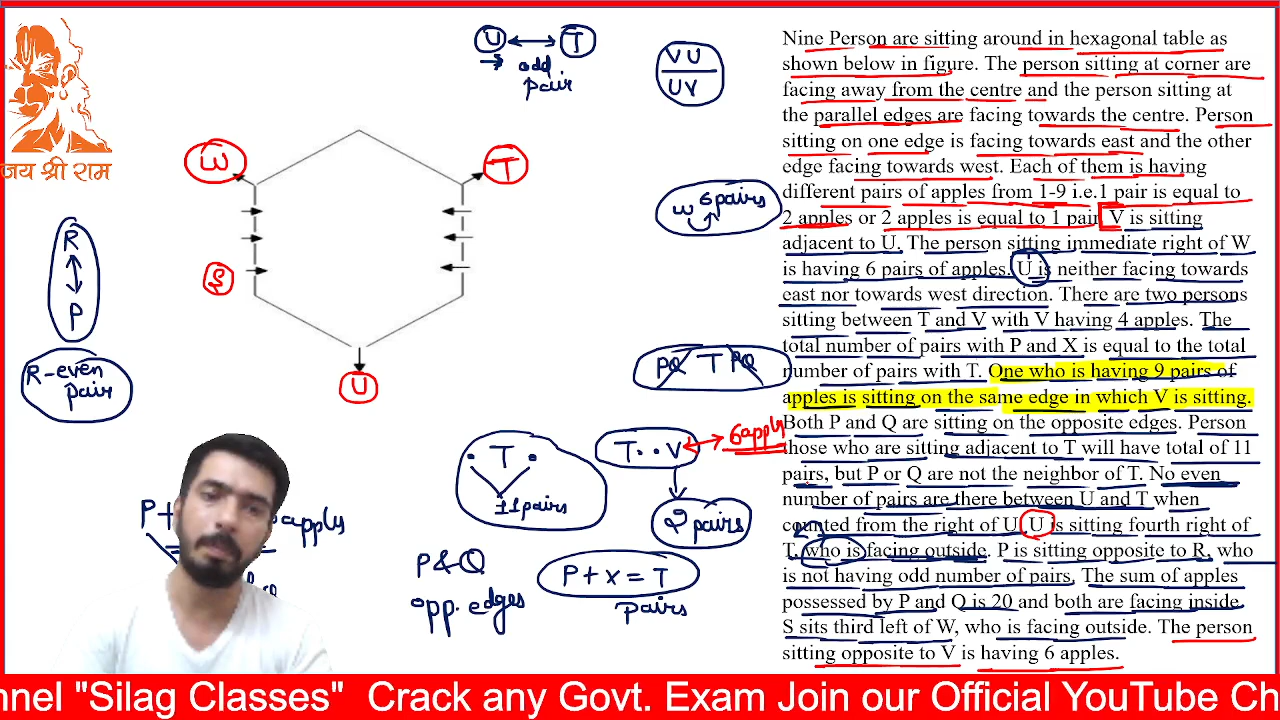 Nine Person are sitting around in hexagonal table as
shown below in figure. The person sitting at corner are
facing away from the centre and the person sitting at
the parallel edges are facing towards the centre. Person
sitting on one edge is facing towards east and the other
edge facing towards west. Each of them is having
different pairs of apples from 1-9 i.e.1 pair is equal to
2 apples or 2 apples is equal to 1 pair. V is sitting
adjacent to U. The person sitting immediate right of W
is having 6 pairs of apples. U is neither facing towards
east nor towards west direction. There are two persons
sitting between T and V with V having 4 apples. The
total number of pairs with P and X is equal to the total
number of pairs with T. One who is having 9 pairs of
apples is sitting on the same edge in which V is sitting.
Both P and Q are sitting on the opposite edges. Person
those who are sitting adjacent to T will have total of 11
pairs, but P or Q are not the neighbor of T. No even
number of pairs are there between U and T when
counted from the right of U. U is sitting fourth right of
T, who is facing outside. P is sitting opposite to R, who
is not having odd number of pairs. The sum of apples
possessed by P and Q is 20 and both are facing inside.
S sits third left of W, who is facing outside. The person
sitting opposite to V is having 6 apples.
U T
odd
pair
VU
UV
W
T
S
U
6 pairs
W
R
P
R-even
pair
PQ T PQ
T
11 pairs
T . . V
6 apply
2 pairs
P+
apply
P&Q
opp. edges
P + x = T
pairs
जय श्री राम
nnel "Silag Classes" Crack any Govt. Exam Join our Official YouTube Ch